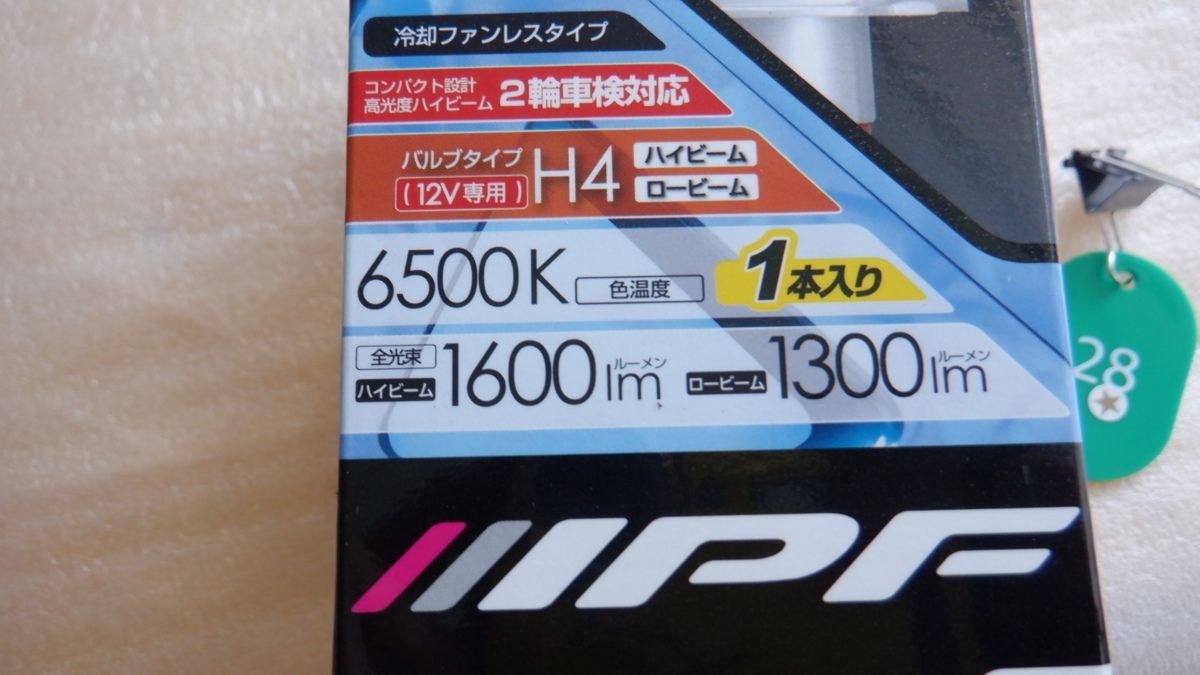 冷却ファンレスタイプ
コンパクト設計
高光度ハイビーム 2輪車検対応
バルブタイプ
(12V専用) H4 ハイビーム
ロービーム
6500K 色温度 1本入り
全光束
ハイビーム 1600 lm ルーメン ロービーム 1300 lm ルーメン
IPF
28